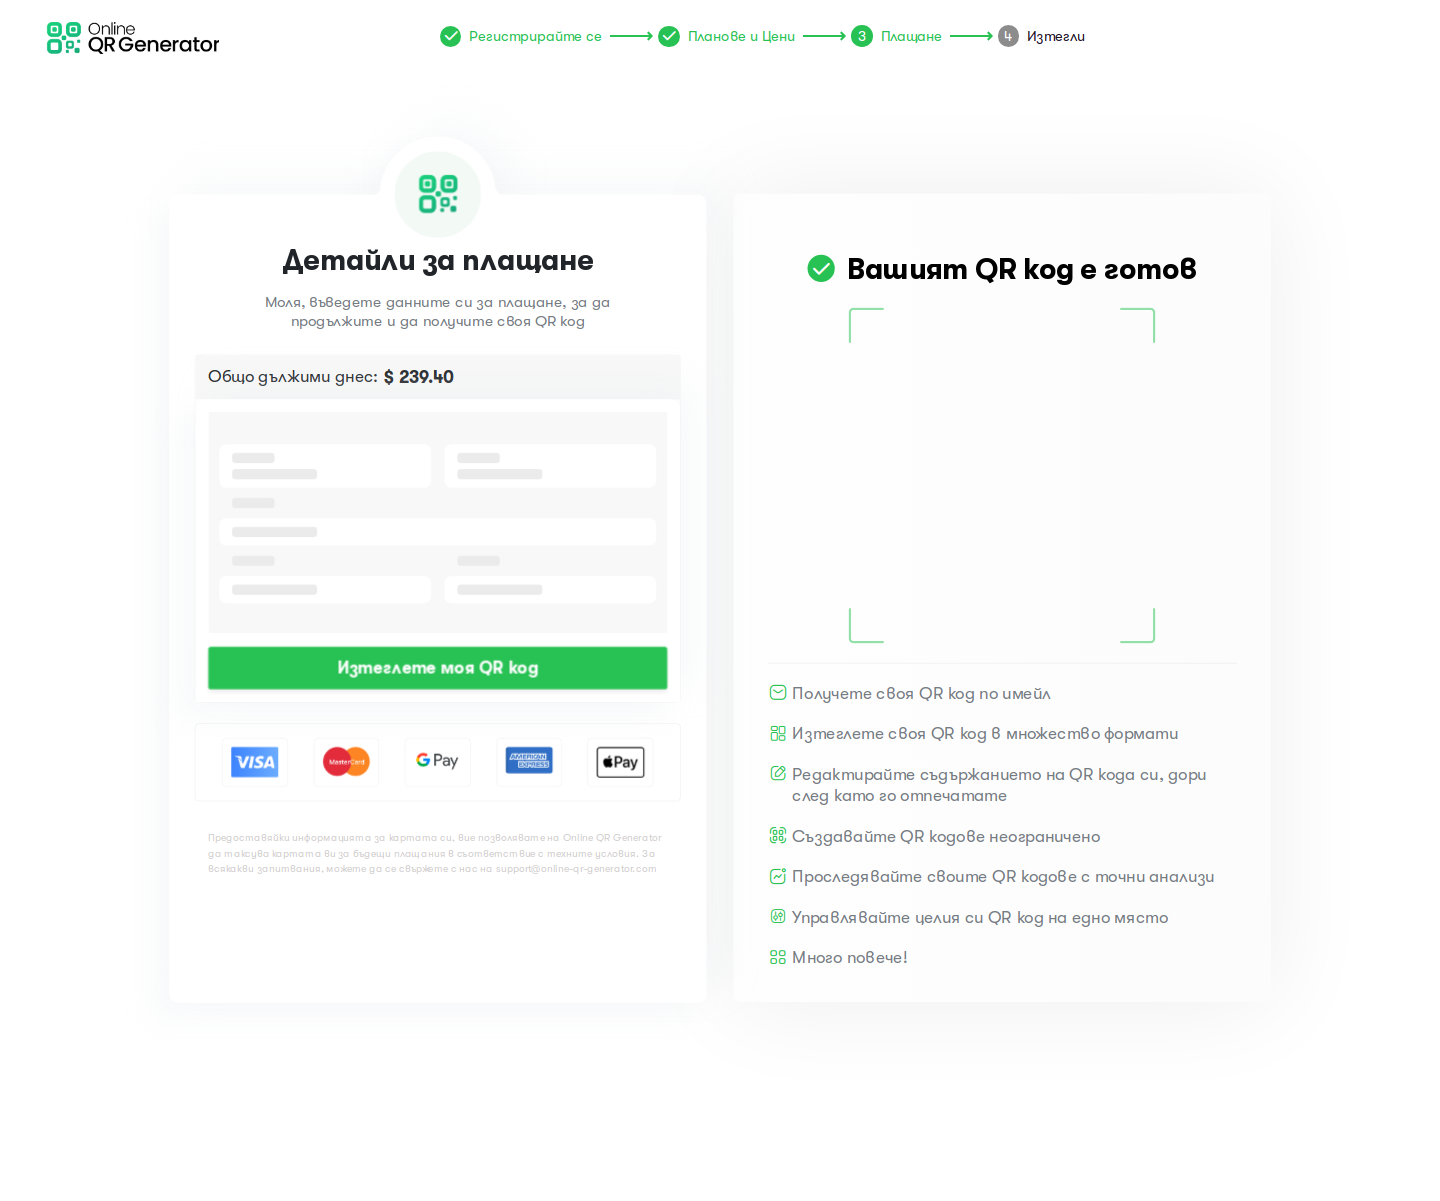 Online
QR Generator
Регистрирайте се
Планове и Цени
3 Плащане
4 Изтегли
Детайли за плащане
Моля, въведете данните си за плащане, за да
продължите и да получите своя QR код
Общо дължими днес: $ 239.40
Изтеглете моя QR код
VISA
MasterCard
G Pay
AMERICAN
EXPRESS
Pay
Предоставяйки информацията за картата си, вие позволявате на Online QR Generator
да таксува картата ви за бъдещи плащания в съответствие с техните условия. За
всякакви запитвания, можете да се свържете с нас на support@online-qr-generator.com
Вашият QR код е готов
Получете своя QR код по имейл
Изтеглете своя QR код в множество формати
Редактирайте съдържанието на QR кода си, дори
след като го отпечатате
Създавайте QR кодове неограничено
Проследявайте своите QR кодове с точни анализи
Управлявайте целия си QR код на едно място
Много повече!